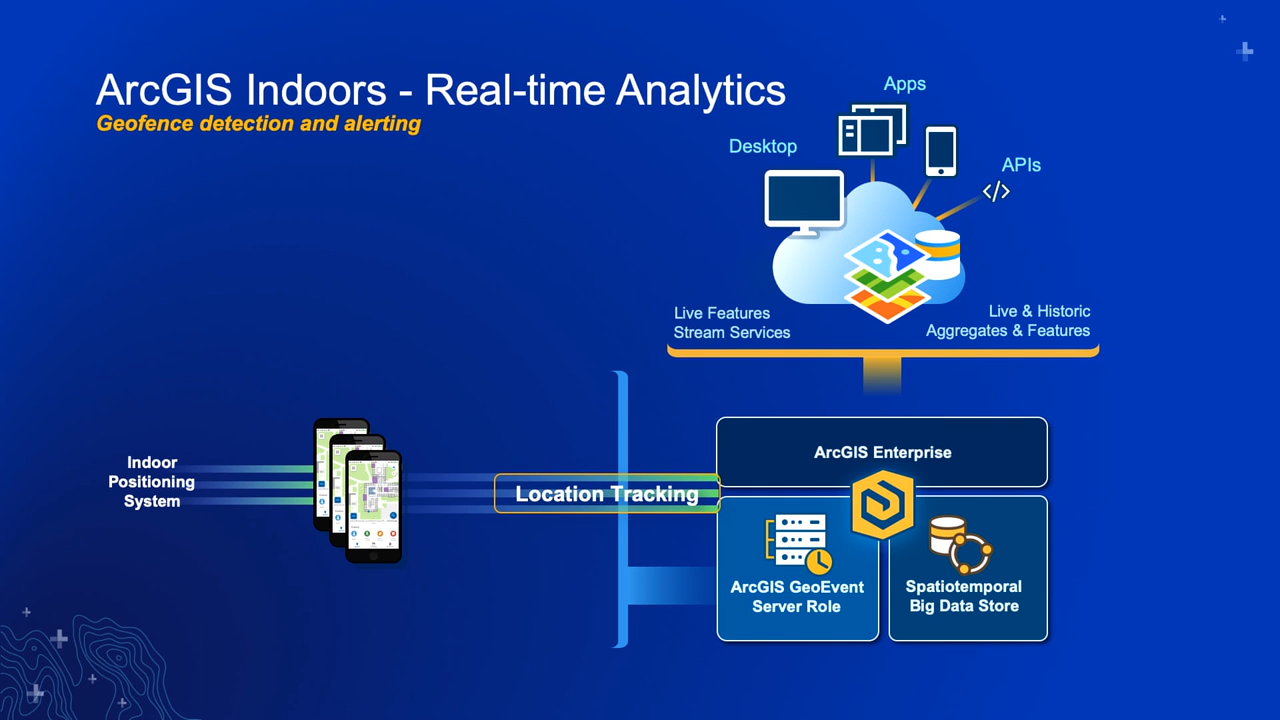 ArcGIS Indoors - Real-time Analytics
Geofence detection and alerting
Apps
Desktop
APIs
</>
Live Features
Stream Services
Live & Historic
Aggregates & Features
Indoor
Positioning
System
Location Tracking
ArcGIS Enterprise
ArcGIS GeoEvent
Server Role
Spatiotemporal
Big Data Store